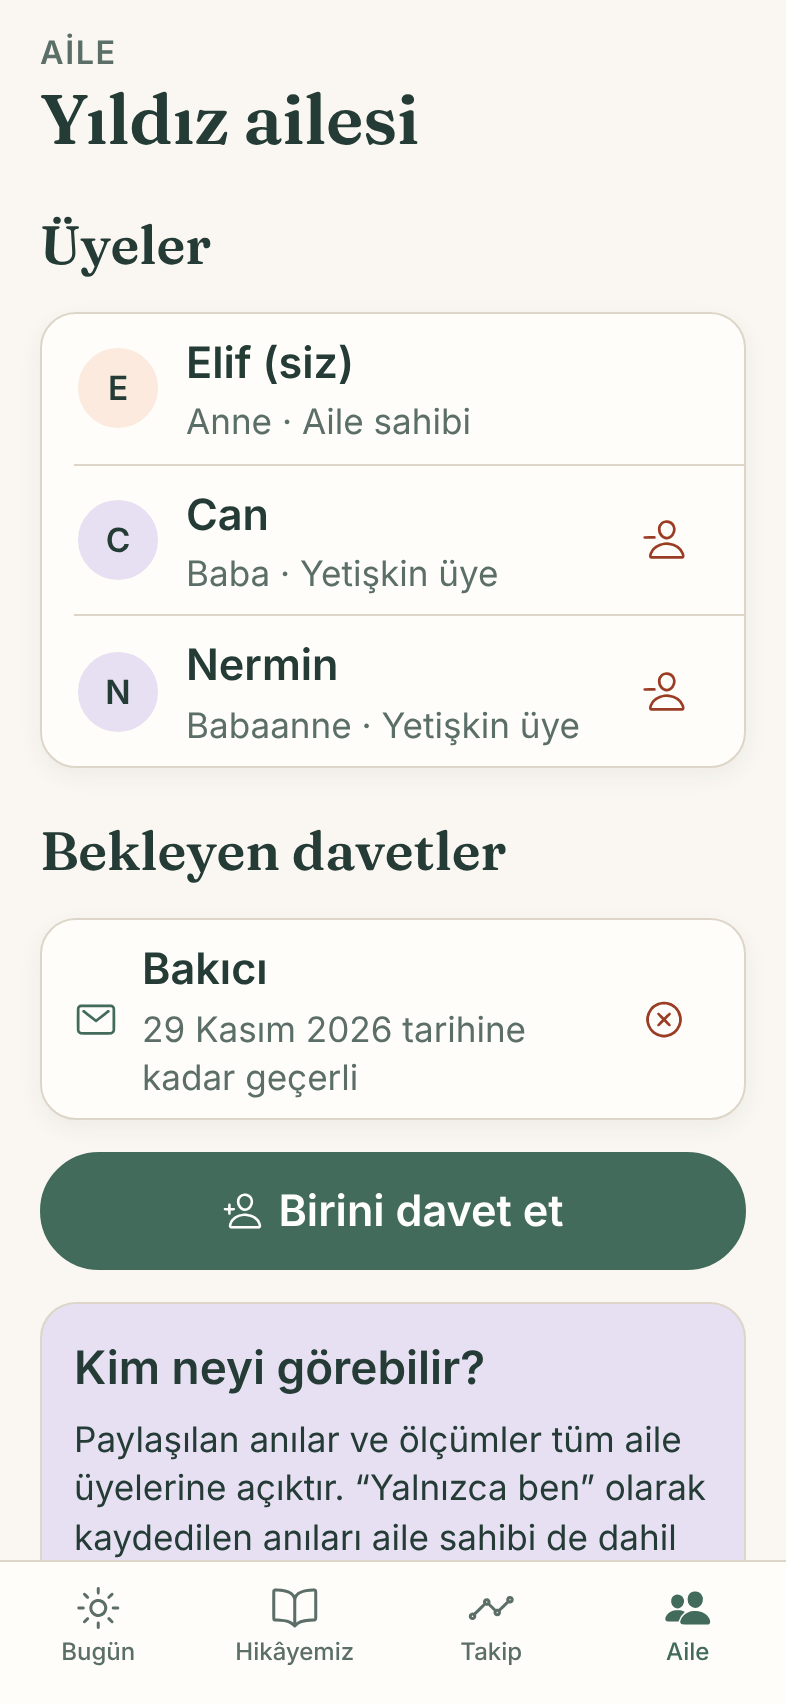 AİLE
Yıldız ailesi
Üyeler
E
Elif (siz)
Anne · Aile sahibi
C
Can
Baba · Yetişkin üye
N
Nermin
Babaanne · Yetişkin üye
Bekleyen davetler
Bakıcı
29 Kasım 2026 tarihine
kadar geçerli
Birini davet et
Kim neyi görebilir?
Paylaşılan anılar ve ölçümler tüm aile
üyelerine açıktır. “Yalnızca ben” olarak
kaydedilen anıları aile sahibi de dahil
Bugün
Hikâyemiz
Takip
Aile